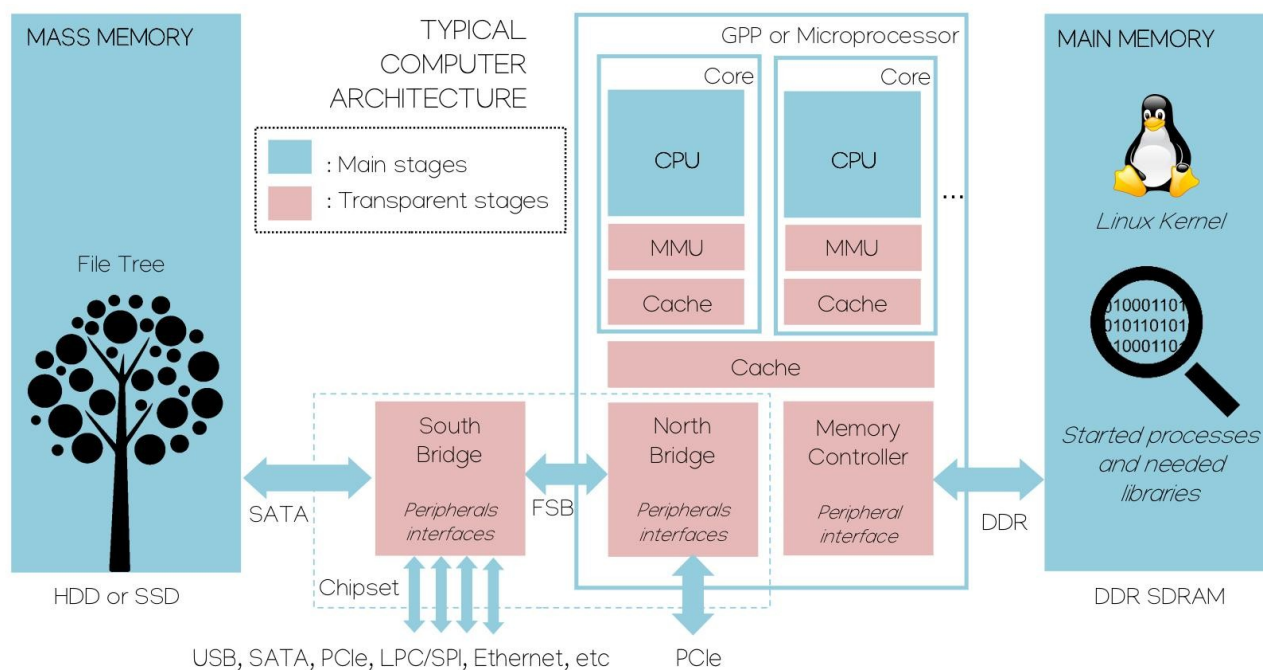 MASS MEMORY
File Tree
HDD or SSD
TYPICAL
COMPUTER
ARCHITECTURE
: Main stages
: Transparent stages
GPP or Microprocessor
Core
CPU
MMU
Cache
Core
CPU
MMU
Cache
...
Cache
South
Bridge
Peripherals
interfaces
North
Bridge
Peripherals
interfaces
Memory
Controller
Peripheral
interface
SATA
FSB
DDR
Chipset
USB, SATA, PCIe, LPC/SPI, Ethernet, etc
PCIe
MAIN MEMORY
Linux Kernel
010001101
010110101
10001101
Started processes
and needed
libraries
DDR SDRAM